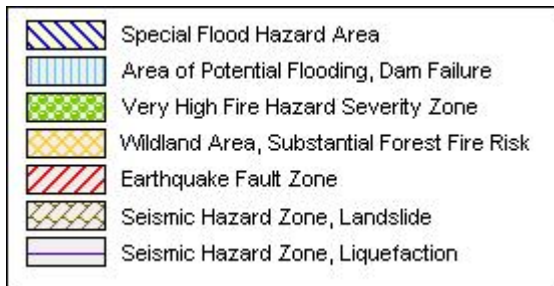 Special Flood Hazard Area
Area of Potential Flooding, Dam Failure
Very High Fire Hazard Severity Zone
Wildland Area, Substantial Forest Fire Risk
Earthquake Fault Zone
Seismic Hazard Zone, Landslide
Seismic Hazard Zone, Liquefaction